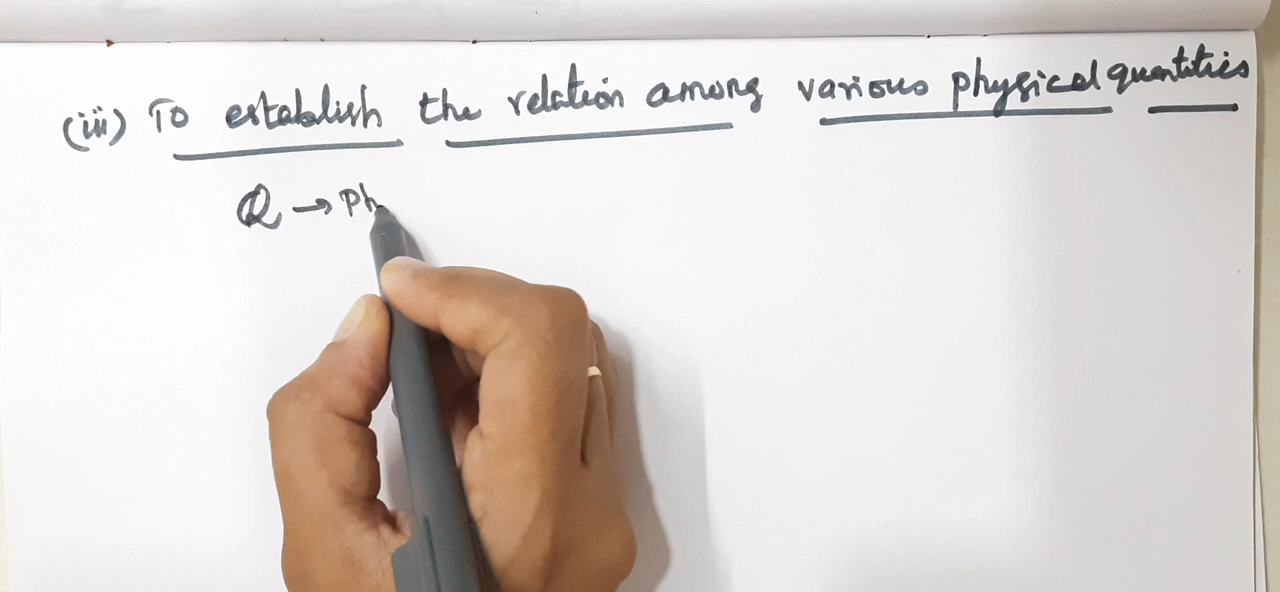 (iii) To establish the relation among various physical quantities
Q → Ph